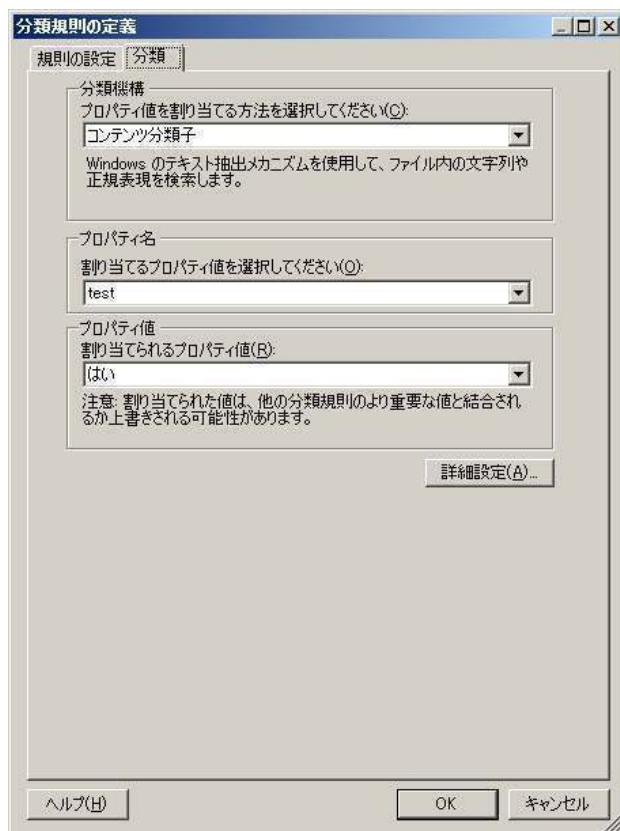 分類規則の定義
規則の設定 分類
分類機構
プロパティ値を割り当てる方法を選択してください(C):
コンテンツ分類子
Windows のテキスト抽出メカニズムを使用して、ファイル内の文字列や
正規表現を検索します。
プロパティ名
割り当てるプロパティ値を選択してください(O):
test
プロパティ値
割り当てられるプロパティ値(R):
はい
注意: 割り当てられた値は、他の分類規則のより重要な値と結合され
るか上書きされる可能性があります。
詳細設定(A)...
ヘルプ(H) OK キャンセル